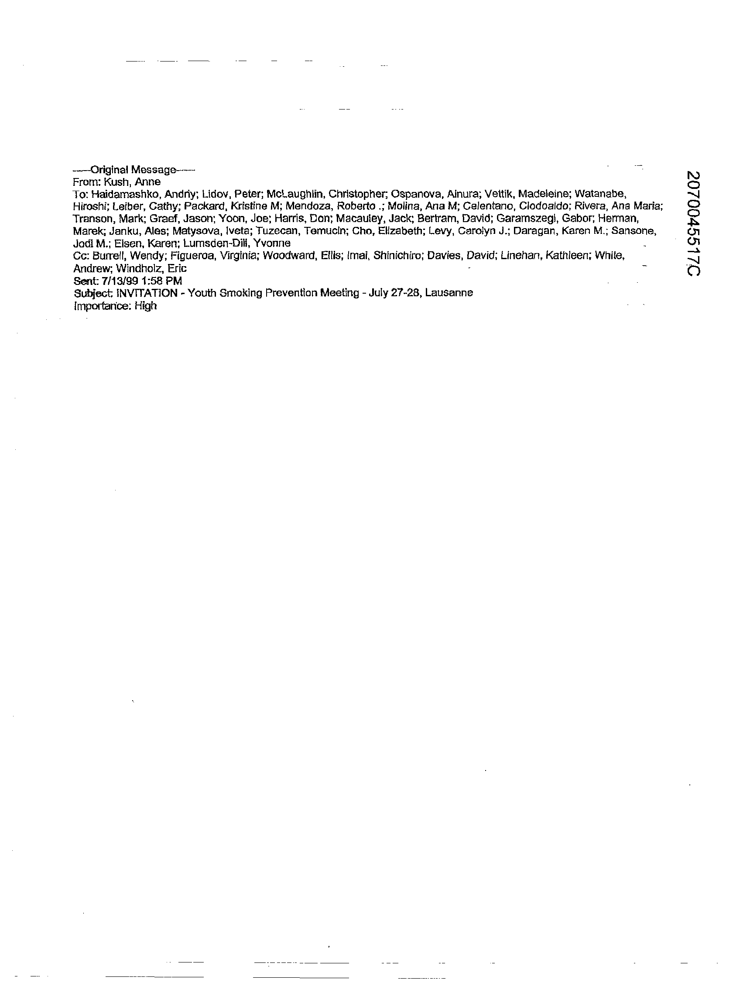 -----Original Message-----
From: Kush, Anne
To: Haidamashko, Andriy; Lidov, Peter; McLaughlin, Christopher; Ospanova, Ainura; Vettik, Madeleine; Watanabe,
Hiroshi; Leiber, Cathy; Packard, Kristine M; Mendoza, Roberto .; Molina, Ana M; Celentano, Clodoaldo; Rivera, Ana Maria;
Transon, Mark; Graef, Jason; Yoon, Joe; Harris, Don; Macauley, Jack; Bertram, David; Garamszegi, Gabor; Herman,
Marek; Janku, Ales; Matysova, Iveta; Tuzecan, Temucin; Cho, Elizabeth; Levy, Carolyn J.; Daragan, Karen M.; Sansone,
Jodi M.; Eisen, Karen; Lumsden-Dill, Yvonne
Cc: Burrell, Wendy; Figueroa, Virginia; Woodward, Ellis; Imai, Shinichiro; Davies, David; Linehan, Kathleen; White,
Andrew; Windholz, Eric
Sent: 7/13/99 1:58 PM
Subject: INVITATION - Youth Smoking Prevention Meeting - July 27-28, Lausanne
Importance: High
2070045517C